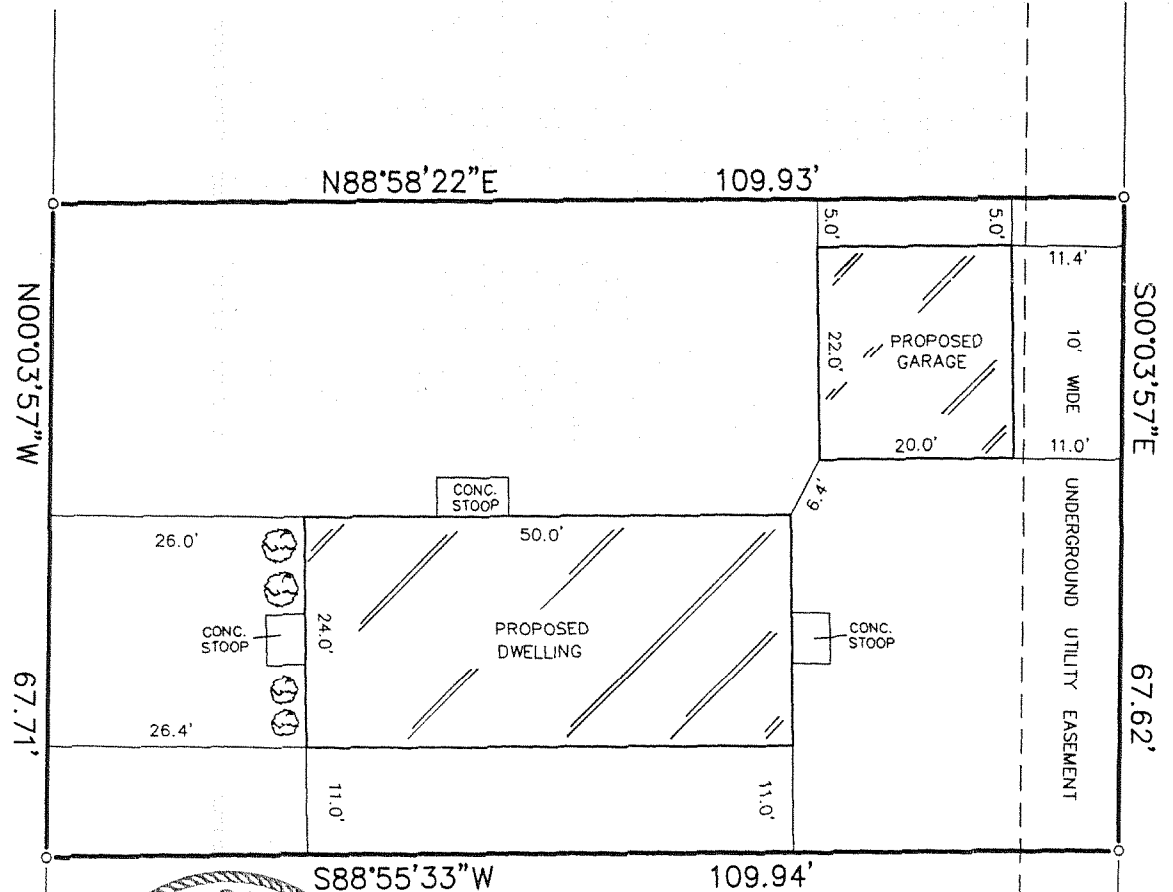 N88°58'22"E
109.93'
5.0'
5.0'
11.4'
N00°03'57"W
S00°03'57"E
22.0'
PROPOSED
GARAGE
10' WIDE
20.0'
11.0'
6.4'
CONC.
STOOP
26.0'
50.0'
UNDERGROUND UTILITY EASEMENT
CONC.
STOOP
24.0'
PROPOSED
DWELLING
CONC.
STOOP
67.71'
26.4'
67.62'
11.0'
11.0'
S88°55'33"W
109.94'